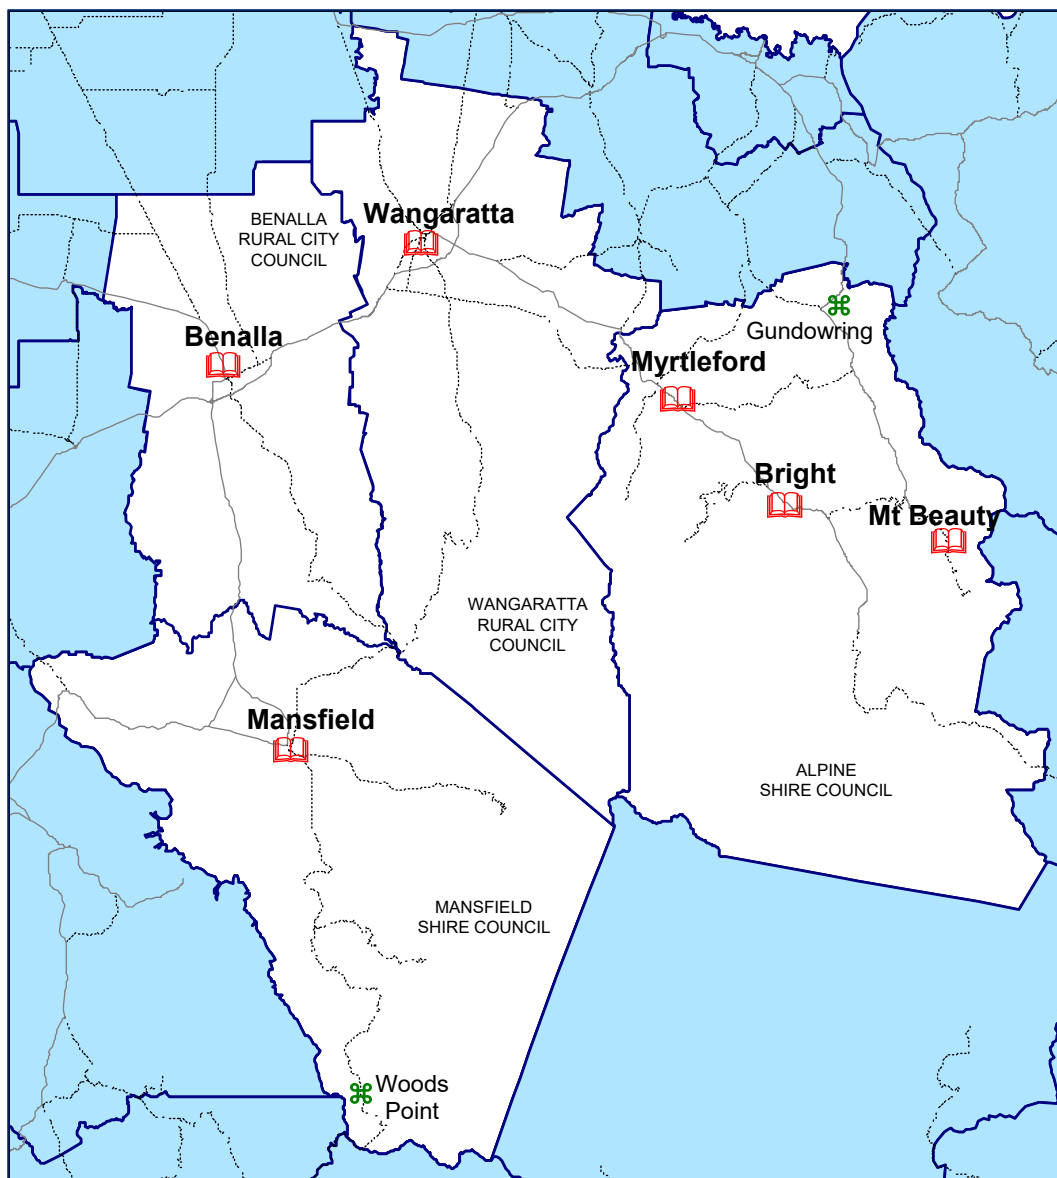 Wangaratta
BENALLA
RURAL CITY
COUNCIL
Gundowring
Benalla
Myrtleford
Bright
Mt Beauty
WANGARATTA
RURAL CITY
COUNCIL
Mansfield
ALPINE
SHIRE COUNCIL
MANSFIELD
SHIRE COUNCIL
Woods
Point